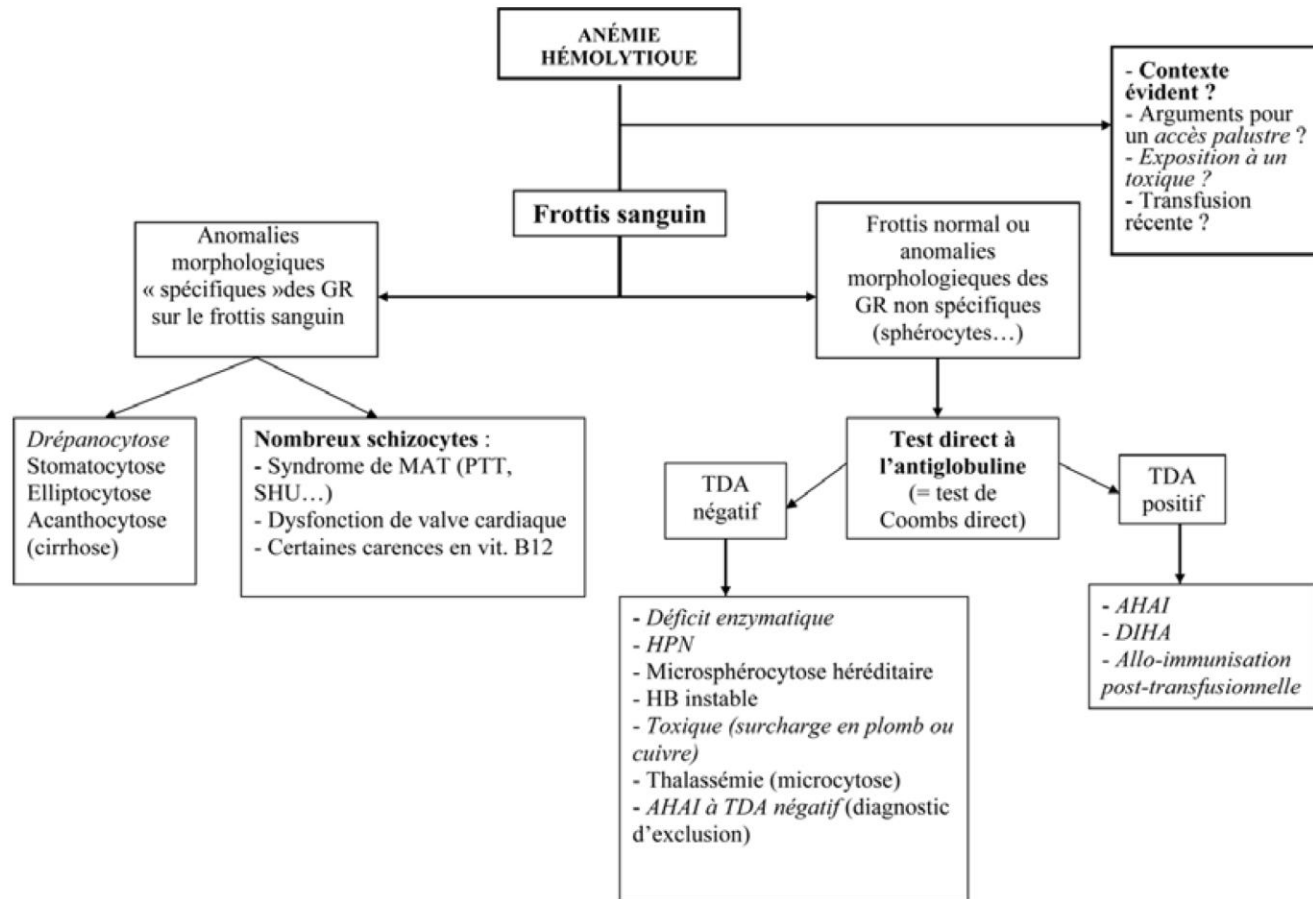 ANÉMIE
HÉMOLYTIQUE
- Contexte
évident ?
- Arguments pour
un accès palustre ?
- Exposition à un
toxique ?
- Transfusion
récente ?
Frottis sanguin
Anomalies
morphologiques
« spécifiques »des GR
sur le frottis sanguin
Frottis normal ou
anomalies
morphologieques des
GR non spécifiques
(sphérocytes…)
Drépanocytose
Stomatocytose
Elliptocytose
Acanthocytose
(cirrhose)
Nombreux schizocytes :
- Syndrome de MAT (PTT,
SHU…)
- Dysfonction de valve cardiaque
- Certaines carences en vit. B12
TDA
négatif
Test direct à
l’antiglobuline
(= test de
Coombs direct)
TDA
positif
- Déficit enzymatique
- HPN
- Microsphérocytose héréditaire
- HB instable
- Toxique (surcharge en plomb ou
cuivre)
- Thalassémie (microcytose)
- AHAI à TDA négatif (diagnostic
d’exclusion)
- AHAI
- DIHA
- Allo-immunisation
post-transfusionnelle